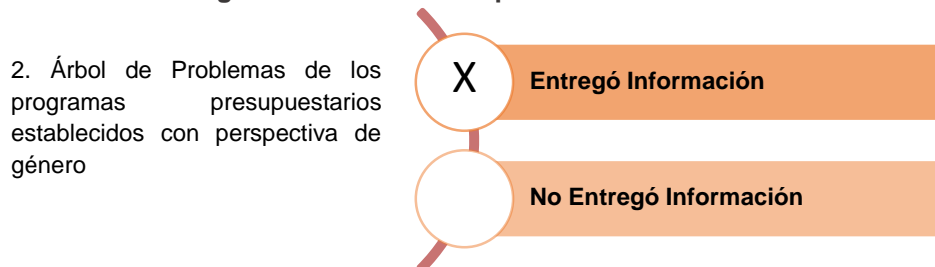 2. Árbol de Problemas de los
programas presupuestarios
establecidos con perspectiva de
género
X
Entregó Información
No Entregó Información